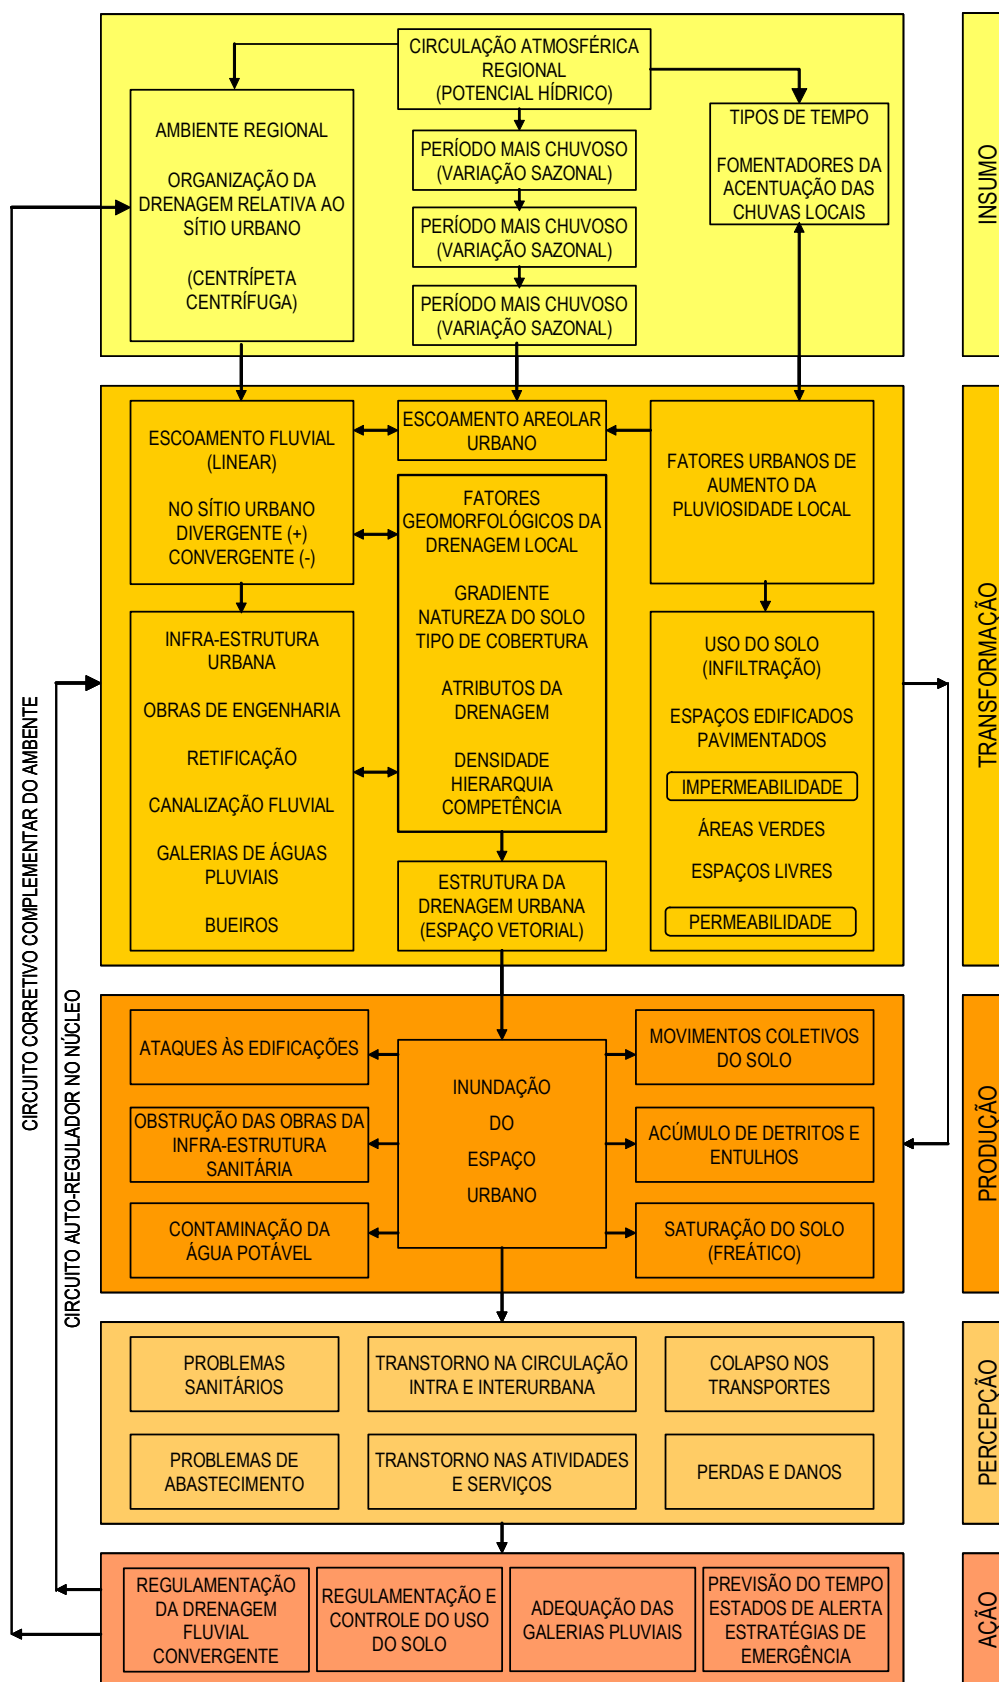 CIRCULAÇÃO ATMOSFÉRICA
REGIONAL
(POTENCIAL HÍDRICO)
AMBIENTE REGIONAL
ORGANIZAÇÃO DA
DRENAGEM RELATIVA AO
SÍTIO URBANO
(CENTRÍPETA
CENTRÍFUGA)
PERÍODO MAIS CHUVOSO
(VARIAÇÃO SAZONAL)
PERÍODO MAIS CHUVOSO
(VARIAÇÃO SAZONAL)
PERÍODO MAIS CHUVOSO
(VARIAÇÃO SAZONAL)
TIPOS DE TEMPO
FOMENTADORES DA
ACENTUAÇÃO DAS
CHUVAS LOCAIS
INSUMO
ESCOAMENTO FLUVIAL
(LINEAR)
NO SÍTIO URBANO
DIVERGENTE (+)
CONVERGENTE (-)
ESCOAMENTO AREOLAR
URBANO
FATORES URBANOS DE
AUMENTO DA
PLUVIOSIDADE LOCAL
FATORES
GEOMORFOLÓGICOS DA
DRENAGEM LOCAL
GRADIENTE
NATUREZA DO SOLO
TIPO DE COBERTURA
ATRIBUTOS DA
DRENAGEM
DENSIDADE
HIERARQUIA
COMPETÊNCIA
INFRA-ESTRUTURA
URBANA
OBRAS DE ENGENHARIA
RETIFICAÇÃO
CANALIZAÇÃO FLUVIAL
GALERIAS DE ÁGUAS
PLUVIAIS
BUEIROS
USO DO SOLO
(INFILTRAÇÃO)
ESPAÇOS EDIFICADOS
PAVIMENTADOS
IMPERMEABILIDADE
ÁREAS VERDES
ESPAÇOS LIVRES
PERMEABILIDADE
ESTRUTURA DA
DRENAGEM URBANA
(ESPAÇO VETORIAL)
TRANSFORMAÇÃO
CIRCUITO CORRETIVO COMPLEMENTAR DO AMBENTE
CIRCUITO AUTO-REGULADOR NO NÚCLEO
ATAQUES ÀS EDIFICAÇÕES
OBSTRUÇÃO DAS OBRAS DA
INFRA-ESTRUTURA
SANITÁRIA
CONTAMINAÇÃO DA
ÁGUA POTÁVEL
INUNDAÇÃO
DO
ESPAÇO
URBANO
MOVIMENTOS COLETIVOS
DO SOLO
ACÚMULO DE DETRITOS E
ENTULHOS
SATURAÇÃO DO SOLO
(FREÁTICO)
PRODUÇÃO
PROBLEMAS
SANITÁRIOS
TRANSTORNO NA CIRCULAÇÃO
INTRA E INTERURBANA
COLAPSO NOS
TRANSPORTES
PROBLEMAS DE
ABASTECIMENTO
TRANSTORNO NAS ATIVIDADES
E SERVIÇOS
PERDAS E DANOS
PERCEPÇÃO
REGULAMENTAÇÃO
DA DRENAGEM
FLUVIAL
CONVERGENTE
REGULAMENTAÇÃO E
CONTROLE DO USO
DO SOLO
ADEQUAÇÃO DAS
GALERIAS PLUVIAIS
PREVISÃO DO TEMPO
ESTADOS DE ALERTA
ESTRATÉGIAS DE
EMERGÊNCIA
AÇÃO